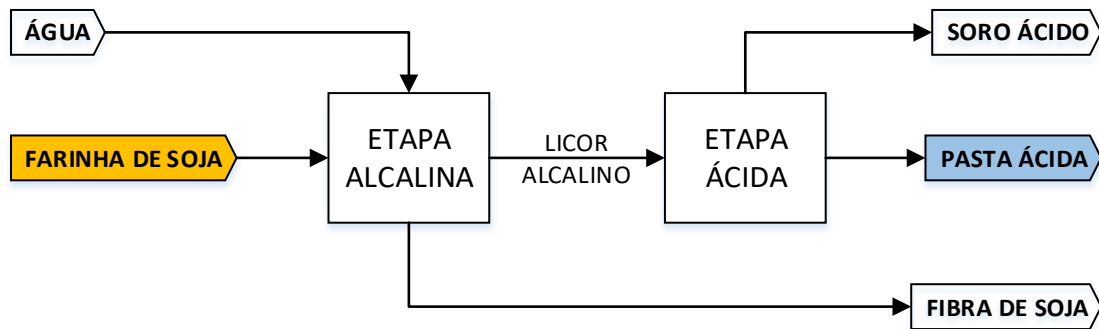 ÁGUA
SORO ÁCIDO
FARINHA DE SOJA
ETAPA
ALCALINA
LICOR
ALCALINO
ETAPA
ÁCIDA
PASTA ÁCIDA
FIBRA DE SOJA